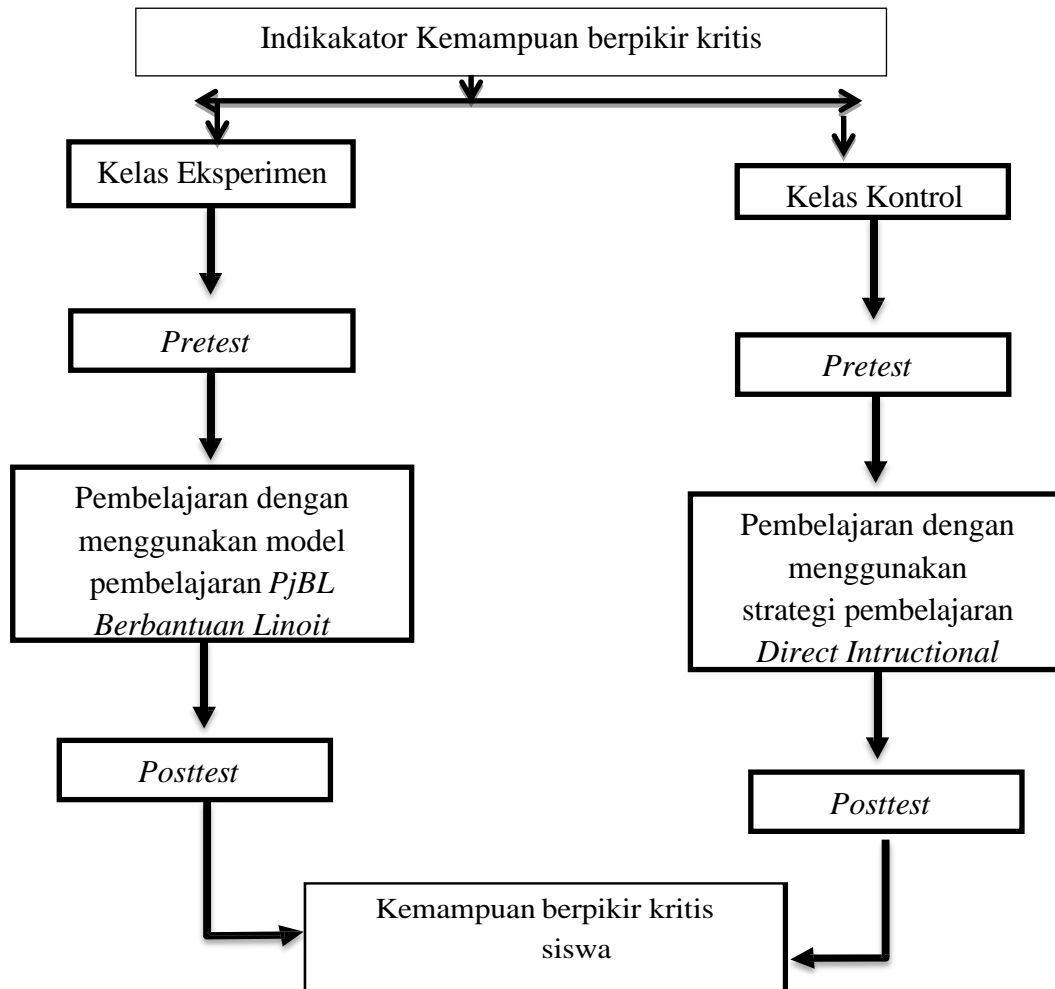 Indikakator Kemampuan berpikir kritis
Kelas Eksperimen
Kelas Kontrol
Pretest
Pretest
Pembelajaran dengan
menggunakan model
pembelajaran PjBL
Berbantuan Linoit
Pembelajaran dengan
menggunakan
strategi pembelajaran
Direct Intructional
Posttest
Posttest
Kemampuan berpikir kritis
siswa